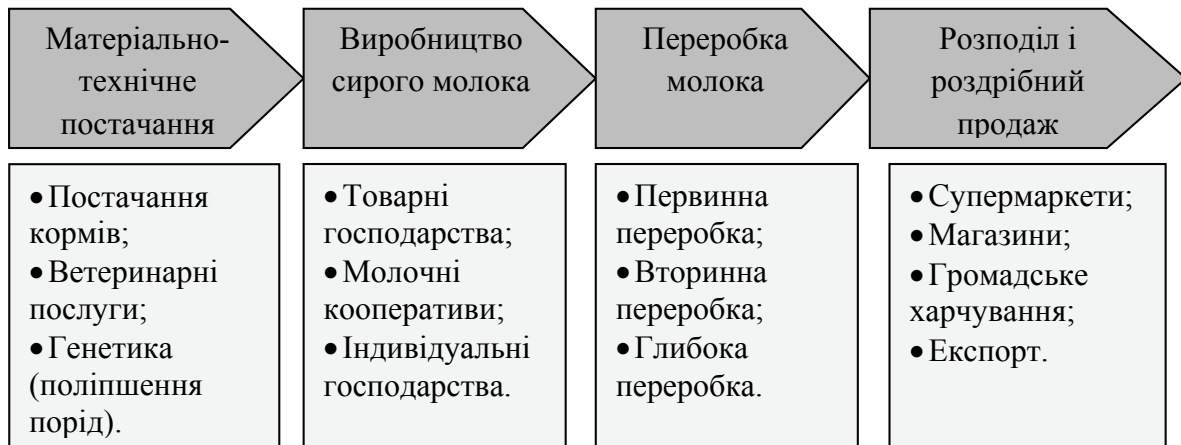 Матеріально-
технічне
постачання
Виробництво
сирого молока
Переробка
молока
Розподіл і
роздрібний
продаж
• Постачання
кормів;
• Ветеринарні
послуги;
• Генетика
(поліпшення
порід).
• Товарні
господарства;
• Молочні
кооперативи;
• Індивідуальні
господарства.
• Первинна
переробка;
• Вторинна
переробка;
• Глибока
переробка.
• Супермаркети;
• Магазини;
• Громадське
харчування;
• Експорт.